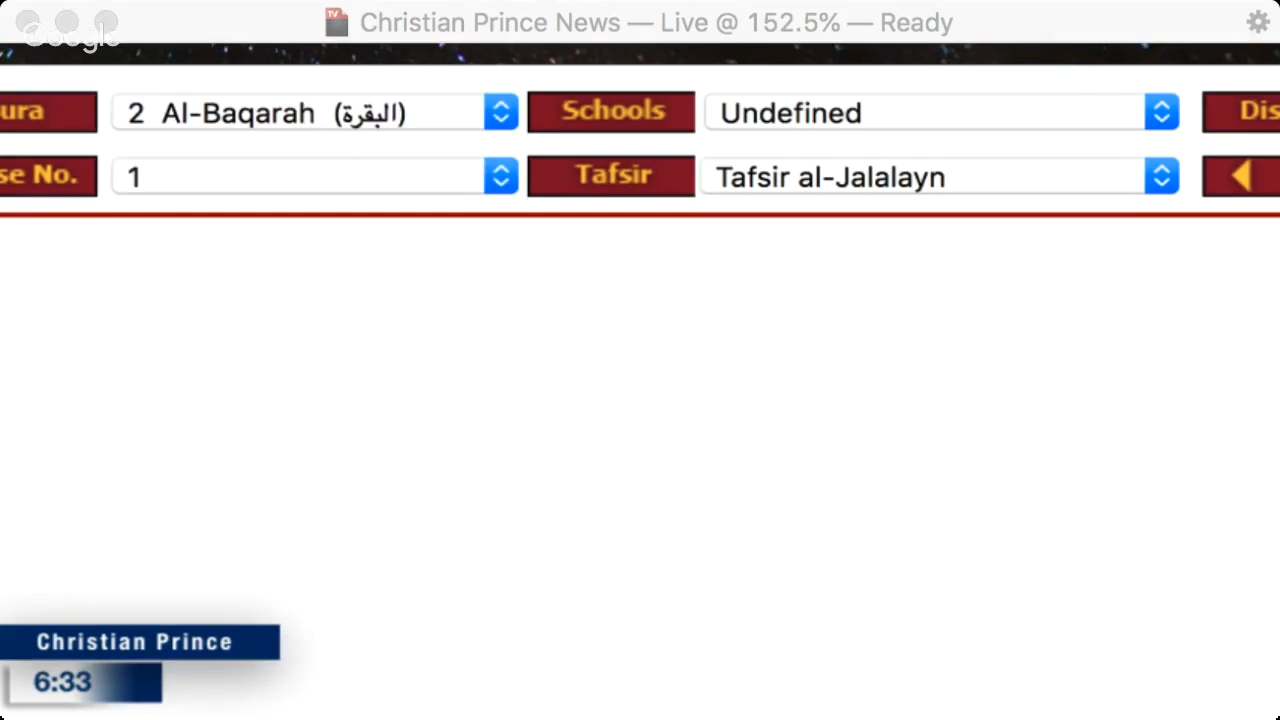 Christian Prince News — Live @ 152.5% — Ready
Google
ura 2 Al-Baqarah (البقرة) Schools Undefined Dis
se No. 1 Tafsir Tafsir al-Jalalayn
Christian Prince
6:33